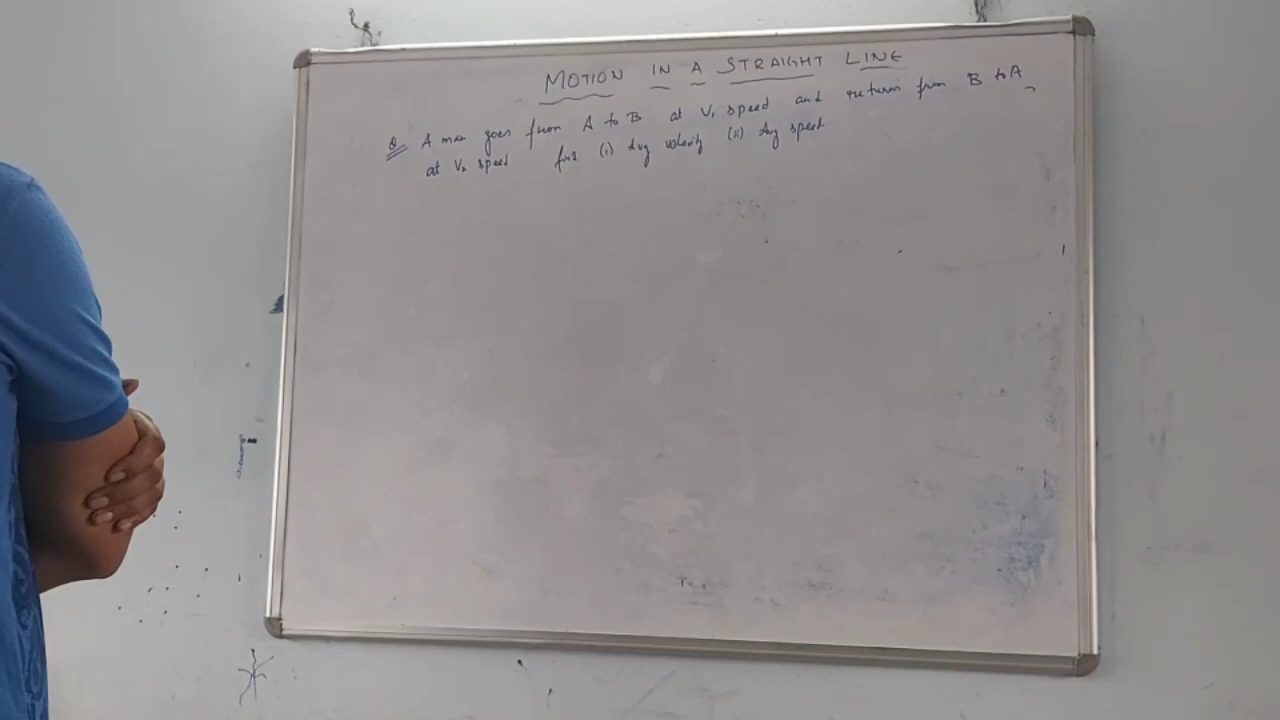 MOTION IN A STRAIGHT LINE
Q. A man goes from A to B at V₁ speed and return from B to A
at V₂ speed find (i) Avg velocity (ii) Avg speed.